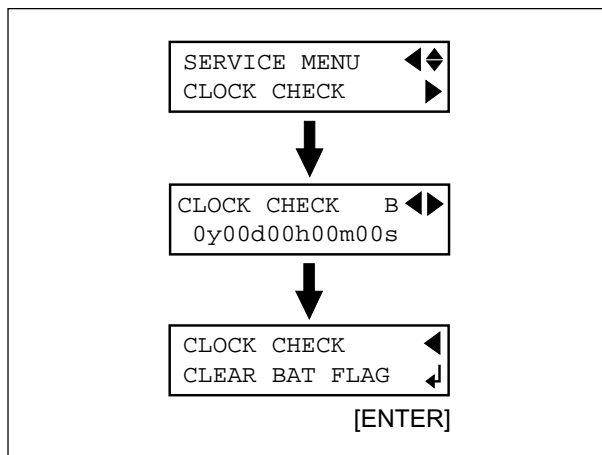 SERVICE MENU
CLOCK CHECK
CLOCK CHECK B
0y00d00h00m00s
CLOCK CHECK
CLEAR BAT FLAG
[ENTER]